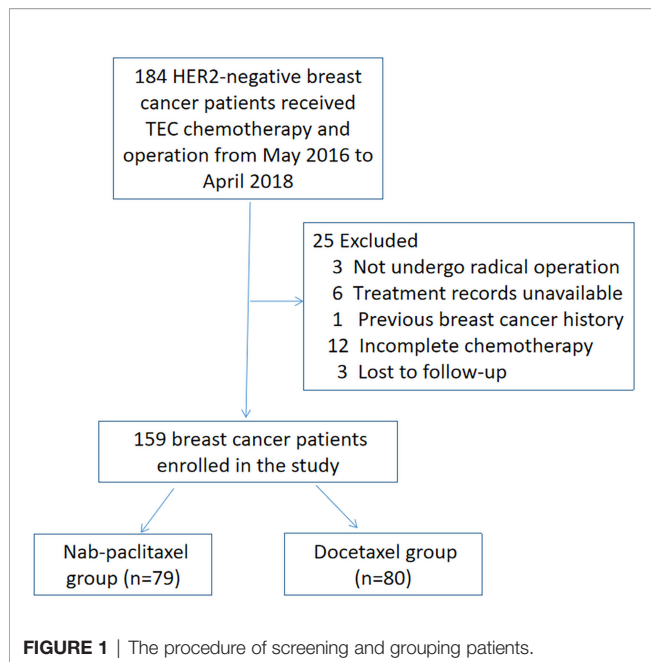 184 HER2-negative breast
cancer patients received
TEC chemotherapy and
operation from May 2016 to
April 2018
25 Excluded
3 Not undergo radical operation
6 Treatment records unavailable
1 Previous breast cancer history
12 Incomplete chemotherapy
3 Lost to follow-up
159 breast cancer patients
enrolled in the study
Nab-paclitaxel
group (n=79)
Docetaxel group
(n=80)
FIGURE 1 | The procedure of screening and grouping patients.